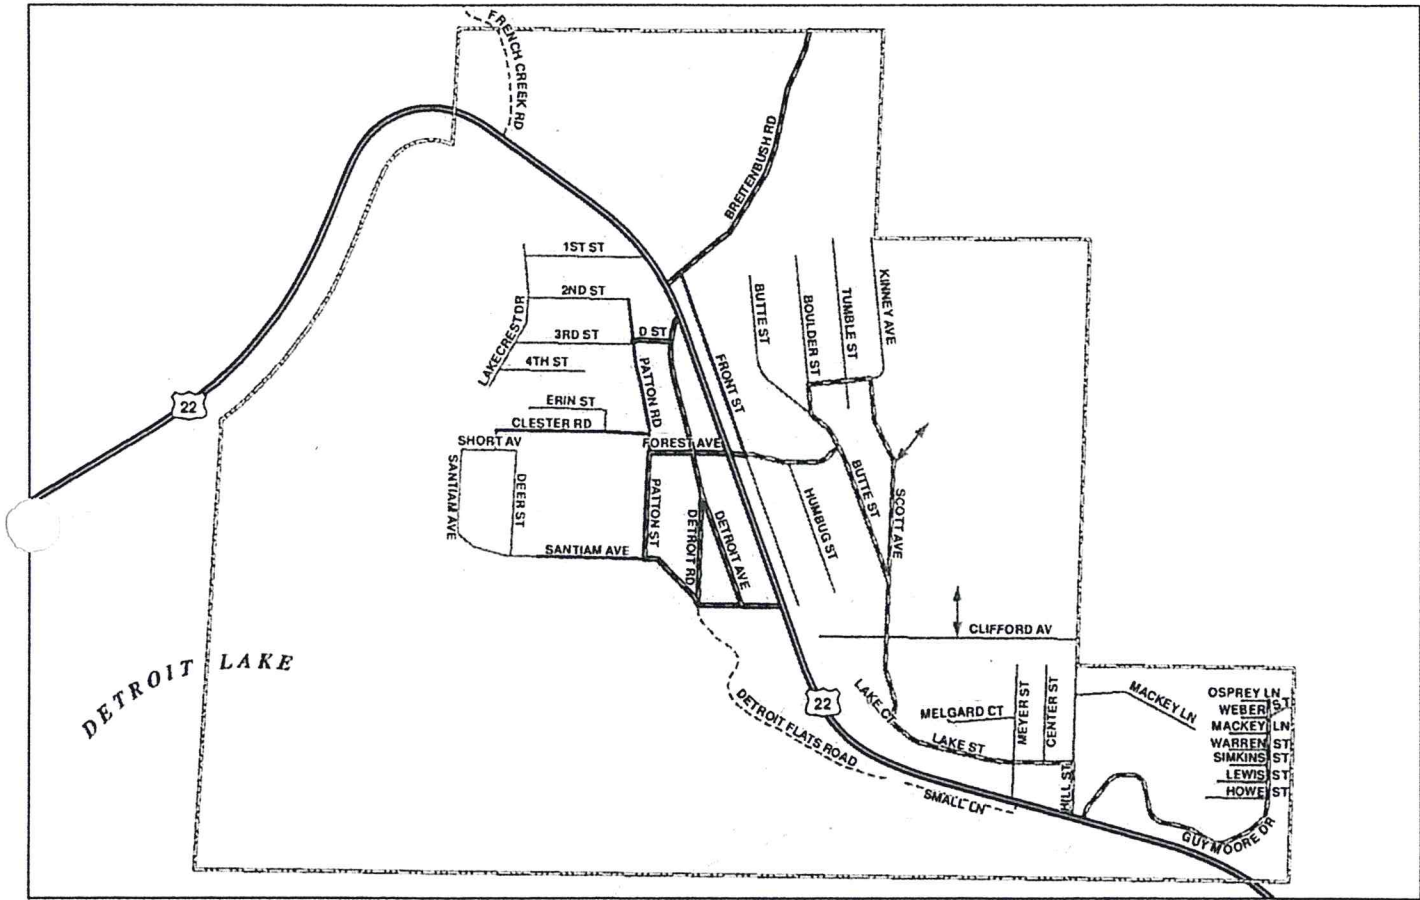 FRENCH CREEK RD
BREITENBUSH RD
1ST ST
2ND ST
3RD ST
D ST
4TH ST
LAKECREST DR
PATTON RD
FRONT ST
BUTTE ST
BOULDER ST
TUMBLE ST
KINNEY AVE
22
ERIN ST
CLESTER RD
SHORT AV
FOREST AVE
SANTIAM AVE
DEER ST
PATTON ST
DETROIT RD
DETROIT AVE
HUMBUG ST
BUTTE ST
SCOTT AVE
SANTIAM AVE
CLIFFORD AV
DETROIT LAKE
DETROIT FLATS ROAD
22
LAKE CT
MELGARD CT
LAKE ST
MEYER ST
CENTER ST
MACKEY LN
OSPREY LN
WEBER ST
MACKEY LN
WARREN ST
SIMKINS ST
LEWIS ST
HOWE ST
HILL ST
SMALL LN
GUY MOORE DR